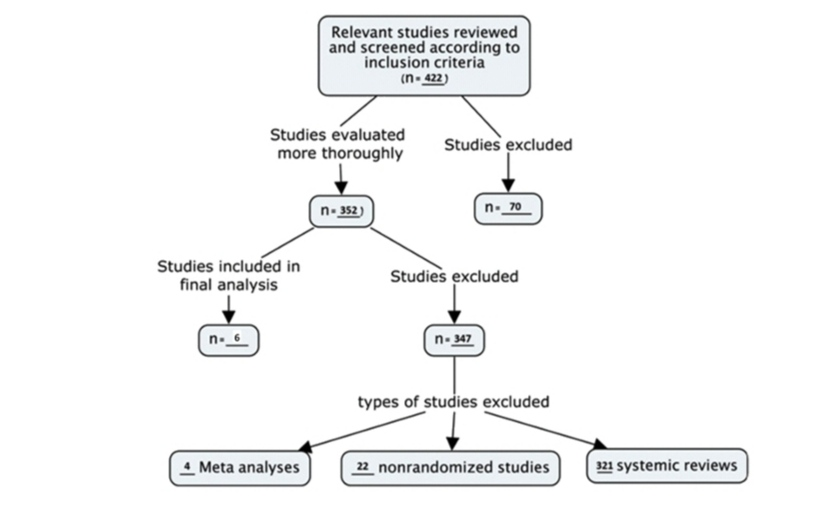 Relevant studies reviewed
and screened according to
inclusion criteria
(n= 422)
Studies evaluated
more thoroughly
Studies excluded
n= 352)
n= 70
Studies included in
final analysis
Studies excluded
n= 6
n= 347
types of studies excluded
4 Meta analyses
22 nonrandomized studies
321 systemic reviews